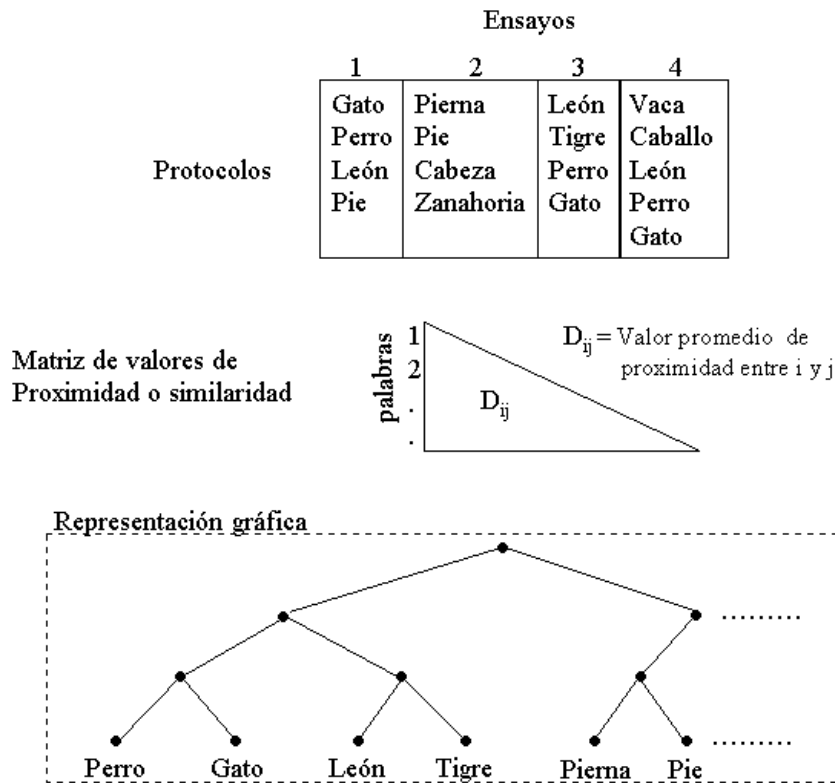 Ensayos
1 2 3 4
Gato Pierna León Vaca
Perro Pie Tigre Caballo
Protocolos León Cabeza Perro León
Pie Zanahoria Gato Perro
Gato
Matriz de valores de
Proximidad o similaridad
palabras
1
2
.
.
Dij
Dij = Valor promedio de
proximidad entre i y j
Representación gráfica
.........
.........
Perro Gato León Tigre Pierna Pie